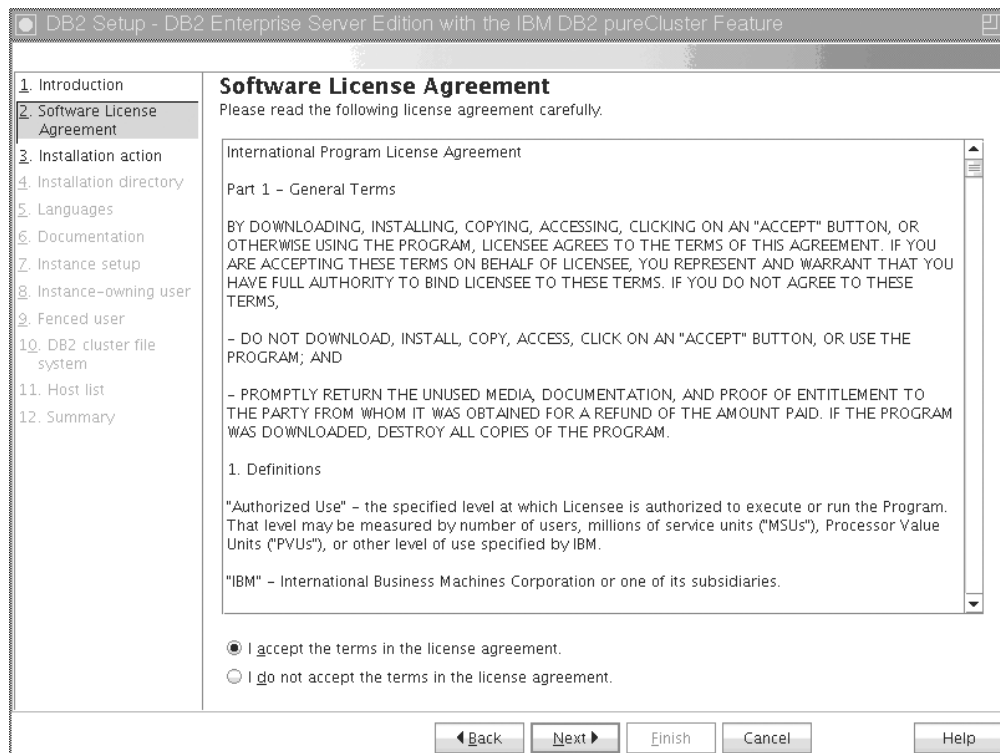 DB2 Setup - DB2 Enterprise Server Edition with the IBM DB2 pureCluster Feature
1. Introduction
2. Software License
Agreement
3. Installation action
4. Installation directory
5. Languages
6. Documentation
7. Instance setup
8. Instance-owning user
9. Fenced user
10. DB2 cluster file
system
11. Host list
12. Summary
Software License Agreement
Please read the following license agreement carefully.
International Program License Agreement
Part 1 - General Terms
BY DOWNLOADING, INSTALLING, COPYING, ACCESSING, CLICKING ON AN "ACCEPT" BUTTON, OR
OTHERWISE USING THE PROGRAM, LICENSEE AGREES TO THE TERMS OF THIS AGREEMENT. IF YOU
ARE ACCEPTING THESE TERMS ON BEHALF OF LICENSEE, YOU REPRESENT AND WARRANT THAT YOU
HAVE FULL AUTHORITY TO BIND LICENSEE TO THESE TERMS. IF YOU DO NOT AGREE TO THESE
TERMS,
- DO NOT DOWNLOAD, INSTALL, COPY, ACCESS, CLICK ON AN "ACCEPT" BUTTON, OR USE THE
PROGRAM; AND
- PROMPTLY RETURN THE UNUSED MEDIA, DOCUMENTATION, AND PROOF OF ENTITLEMENT TO
THE PARTY FROM WHOM IT WAS OBTAINED FOR A REFUND OF THE AMOUNT PAID. IF THE PROGRAM
WAS DOWNLOADED, DESTROY ALL COPIES OF THE PROGRAM.
1. Definitions
"Authorized Use" - the specified level at which Licensee is authorized to execute or run the Program.
That level may be measured by number of users, millions of service units ("MSUs"), Processor Value
Units ("PVUs"), or other level of use specified by IBM.
"IBM" - International Business Machines Corporation or one of its subsidiaries.
I accept the terms in the license agreement.
I do not accept the terms in the license agreement.
Back Next Finish Cancel Help